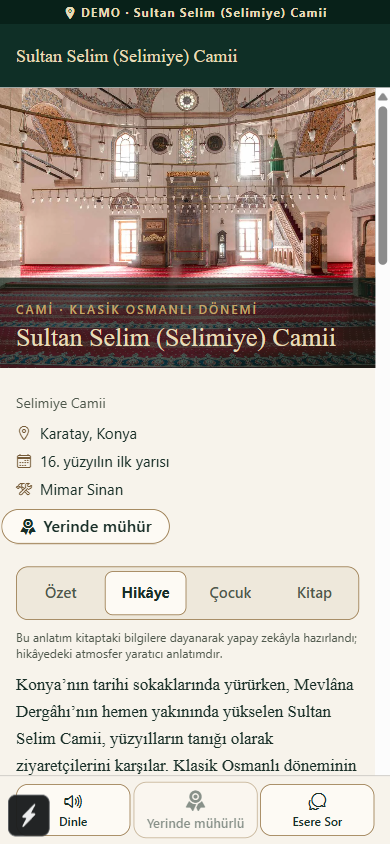 DEMO · Sultan Selim (Selimiye) Camii
Sultan Selim (Selimiye) Camii
CAMİ · KLASİK OSMANLI DÖNEMİ
Sultan Selim (Selimiye) Camii
Selimiye Camii
Karatay, Konya
16. yüzyılın ilk yarısı
Mimar Sinan
Yerinde mühür
Özet Hikâye Çocuk Kitap
Bu anlatım kitaptaki bilgilere dayanarak yapay zekâyla hazırlandı;
hikâyedeki atmosfer yaratıcı anlatımdır.
Konya’nın tarihi sokaklarında yürürken, Mevlâna
Dergâhı’nın hemen yakınında yükselen Sultan
Selim Camii, yüzyılların tanığı olarak
ziyaretçilerini karşılar. Klasik Osmanlı döneminin
Dinle Yerinde mühürlü Esere Sor